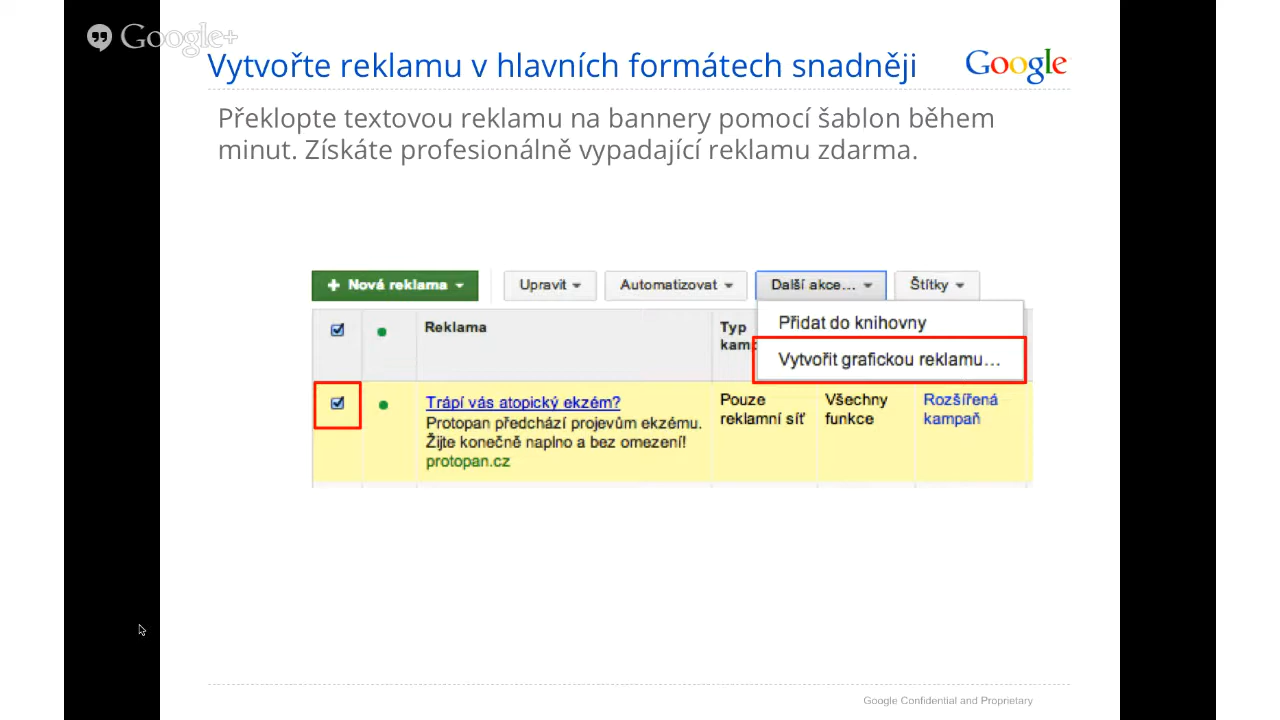 Google+
Vytvořte reklamu v hlavních formátech snadněji
Google
Překlopte textovou reklamu na bannery pomocí šablon během
minut. Získáte profesionálně vypadající reklamu zdarma.
+ Nová reklama
Upravit
Automatizovat
Další akce...
Štítky
Přidat do knihovny
Vytvořit grafickou reklamu...
Reklama
Typ
Trápí vás atopický ekzém?
Protopan předchází projevům ekzému.
Žijte konečně naplno a bez omezení!
protopan.cz
Pouze
reklamní síť
Všechny
funkce
Rozšířená
kampaň
Google Confidential and Proprietary